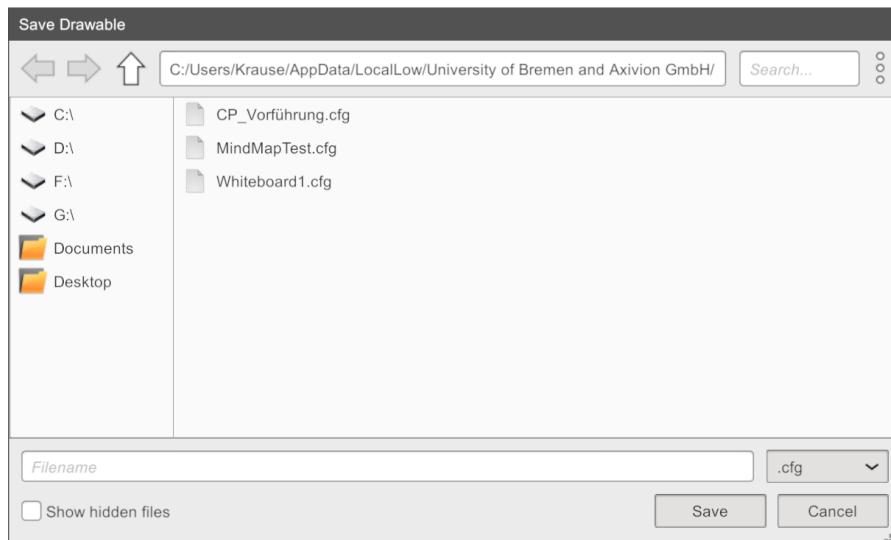 Save Drawable
C:/Users/Krause/AppData/LocalLow/University of Bremen and Axivion GmbH/
Search...
C:\
D:\
F:\
G:\
Documents
Desktop
CP_Vorführung.cfg
MindMapTest.cfg
Whiteboard1.cfg
Filename
.cfg
Show hidden files
Save
Cancel